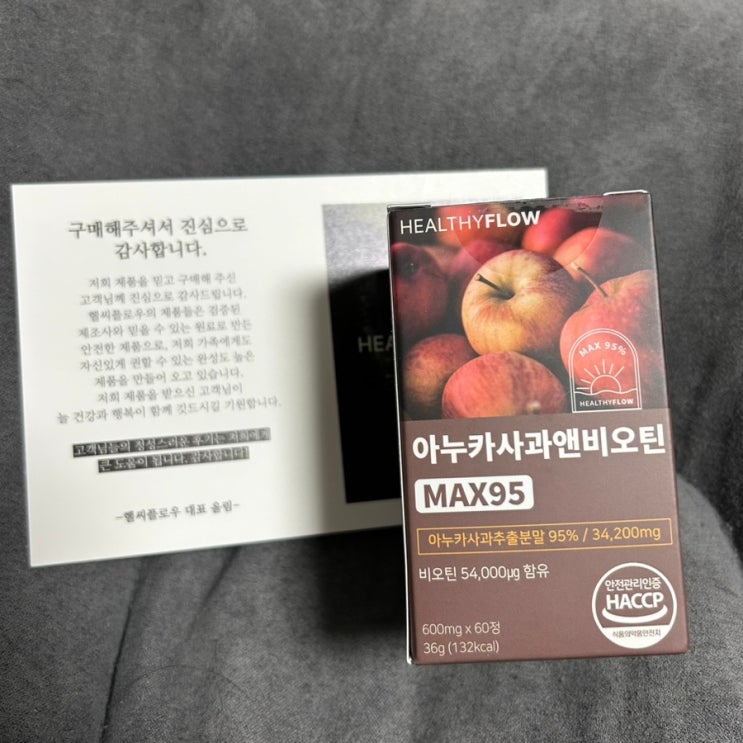 구매해주셔서 진심으로
감사합니다.
저희 제품을 믿고 구매해 주신
고객님께 진심으로 감사드립니다.
헬씨플로우의 제품들은 검증된
제조사와 믿을 수 있는 원료로 만든
안전한 제품으로, 저희 가족에게도
자신있게 권할 수 있는 완성도 높은
제품을 만들어 오고 있습니다.
저희 제품을 받으신 고객님이
늘 건강과 행복이 함께 깃드시길 기원합니다.
고객님들의 정성스러운 후기는 저희에게
큰 도움이 됩니다. 감사합니다
-헬씨플로우 대표 올림-
HEA
HEALTHYFLOW
MAX 95%
HEALTHYFLOW
아누카사과앤비오틴
MAX95
아누카사과추출분말 95% / 34,200mg
비오틴 54,000μg 함유
안전관리인증
HACCP
식품의약품안전처
600mg x 60정
36g (132kcal)